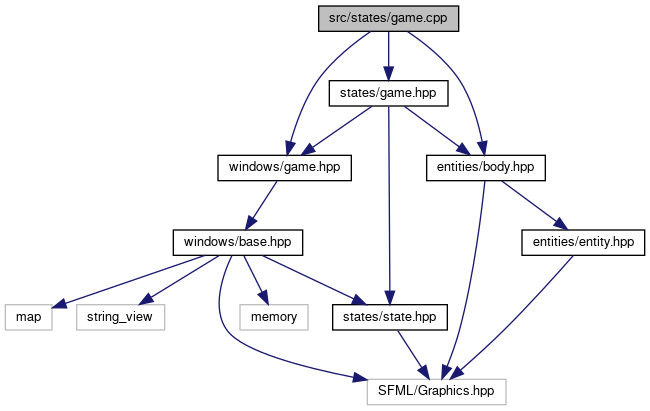 src/states/game.cpp
states/game.hpp
windows/game.hpp
entities/body.hpp
windows/base.hpp
entities/entity.hpp
map
string_view
memory
states/state.hpp
SFML/Graphics.hpp